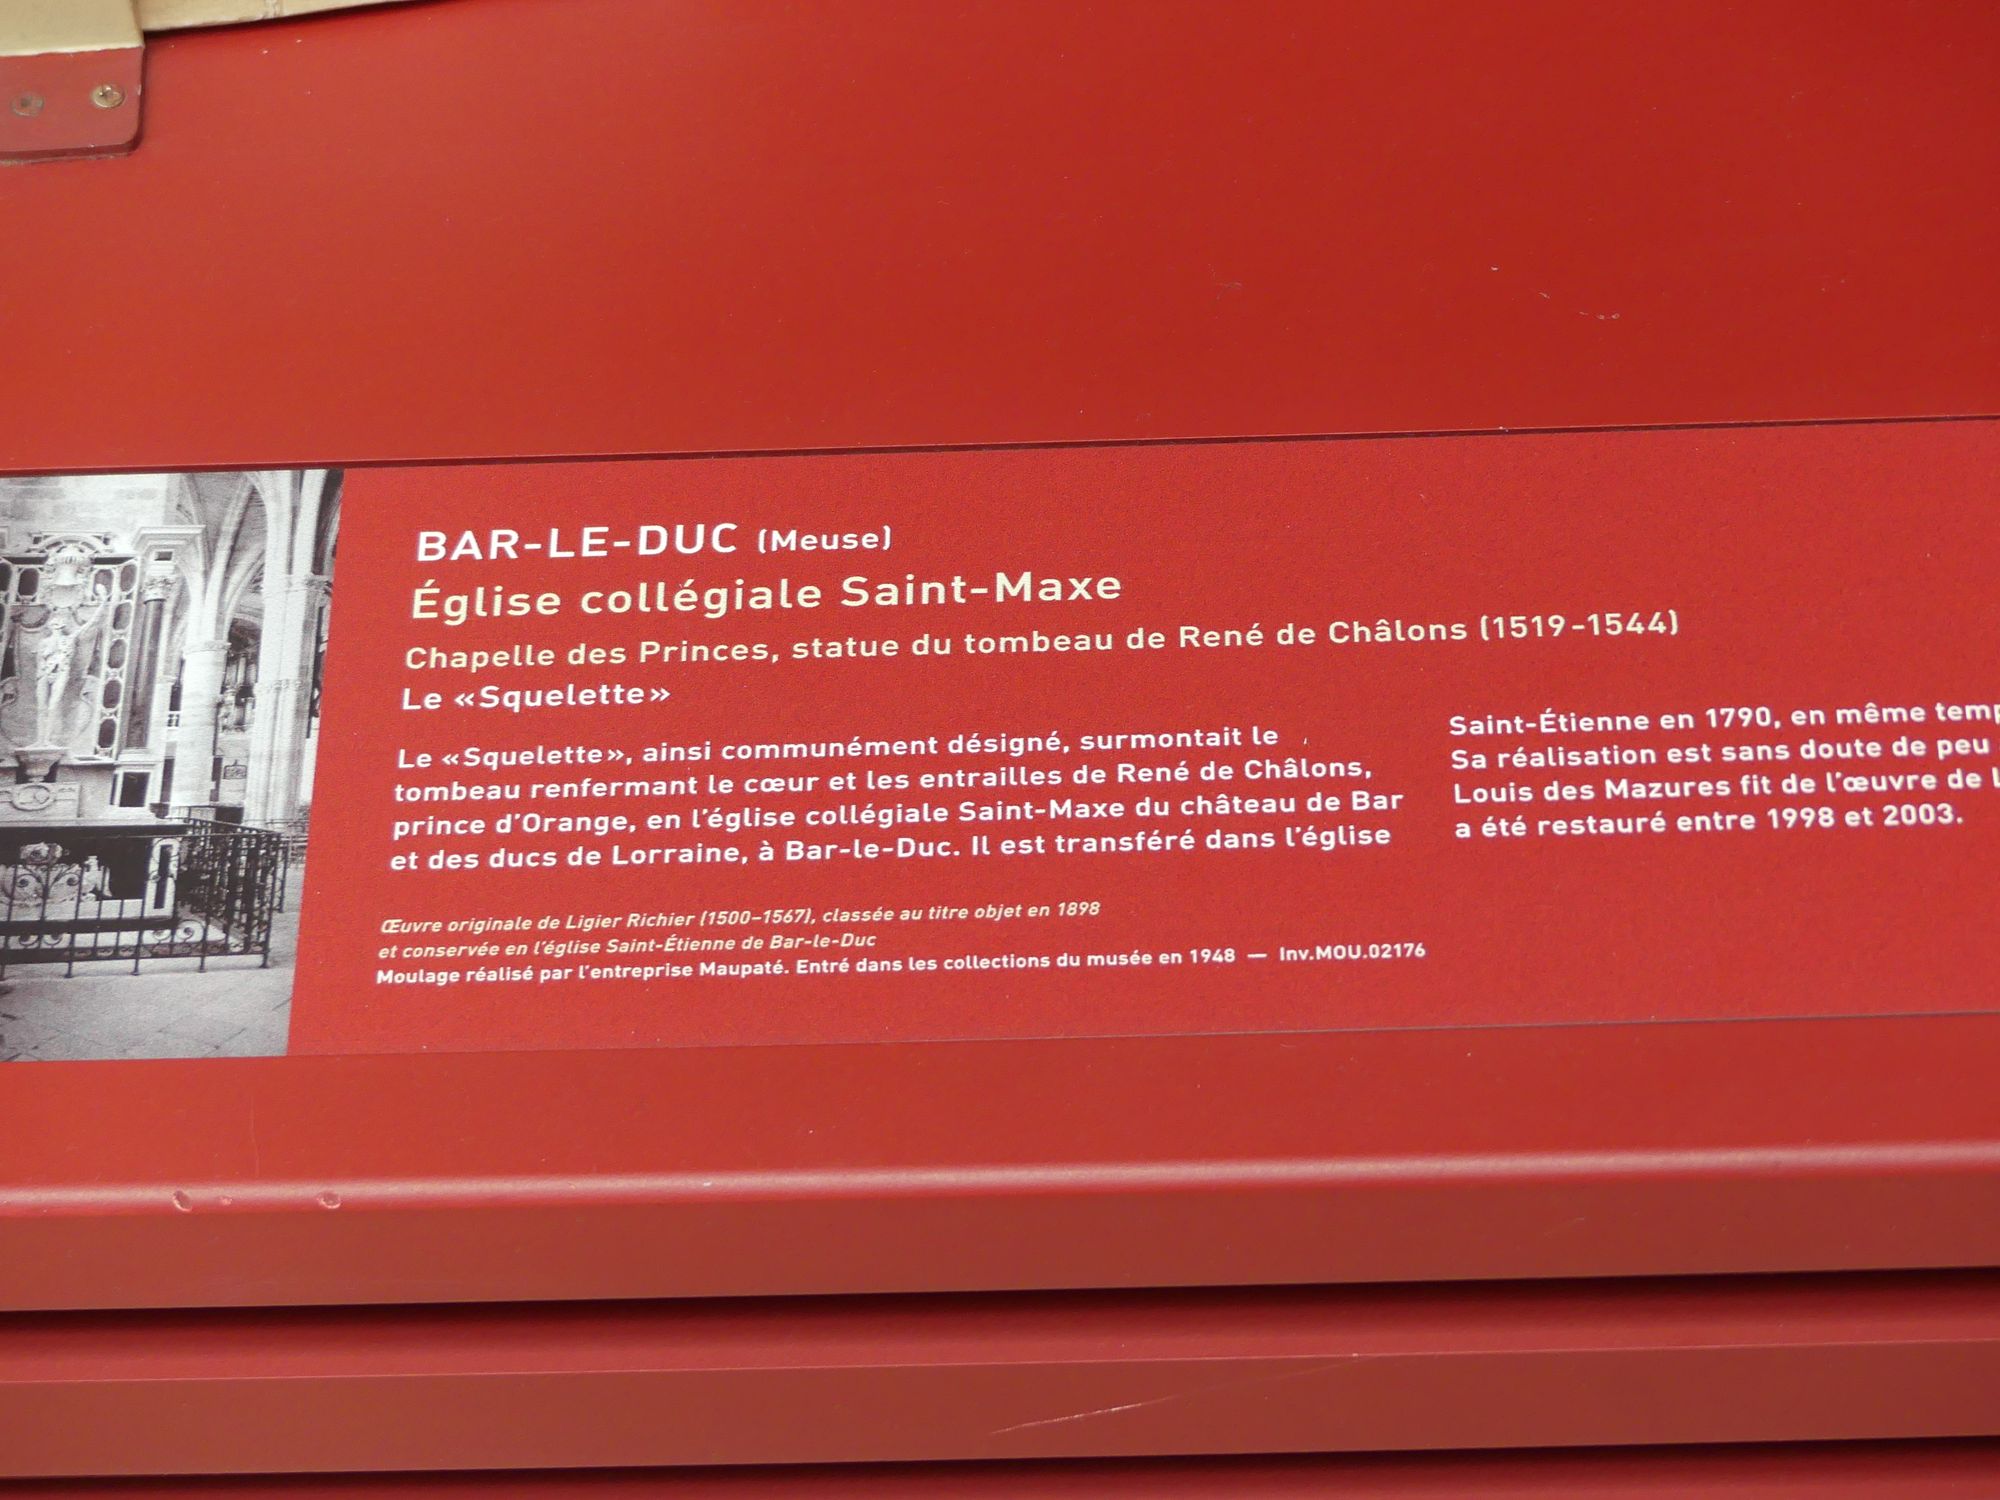 BAR-LE-DUC (Meuse)
Église collégiale Saint-Maxe
Chapelle des Princes, statue du tombeau de René de Châlons (1519-1544)
Le «Squelette»
Le «Squelette», ainsi communément désigné, surmontait le
tombeau renfermant le cœur et les entrailles de René de Châlons,
prince d'Orange, en l'église collégiale Saint-Maxe du château de Bar
et des ducs de Lorraine, à Bar-le-Duc. Il est transféré dans l'église
Saint-Étienne en 1790, en même
Sa réalisation est sans doute de peu
Louis des Mazures fit de l'œuvre de
a été restauré entre 1998 et 2003.
Œuvre originale de Ligier Richier (1500-1567), classée au titre objet en 1898
et conservée en l'église Saint-Étienne de Bar-le-Duc
Moulage réalisé par l'entreprise Maupaté. Entré dans les collections du musée en 1948 — Inv.MOU.02176